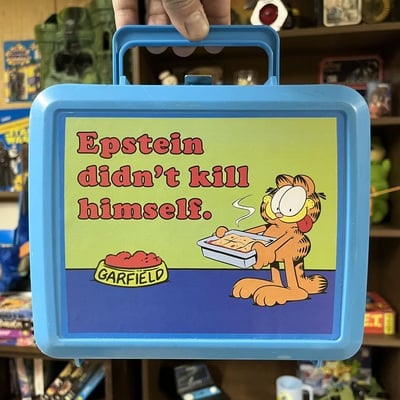 Epstein
didn't kill
himself.
GARFIELD